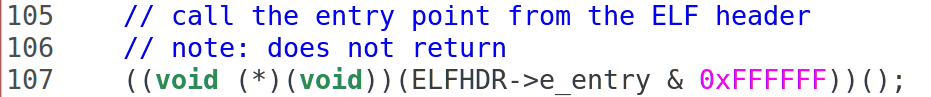 105 // call the entry point from the ELF header
106 // note: does not return
107 ((void (*)(void))(ELFHDR->e_entry & 0xFFFFFF))();